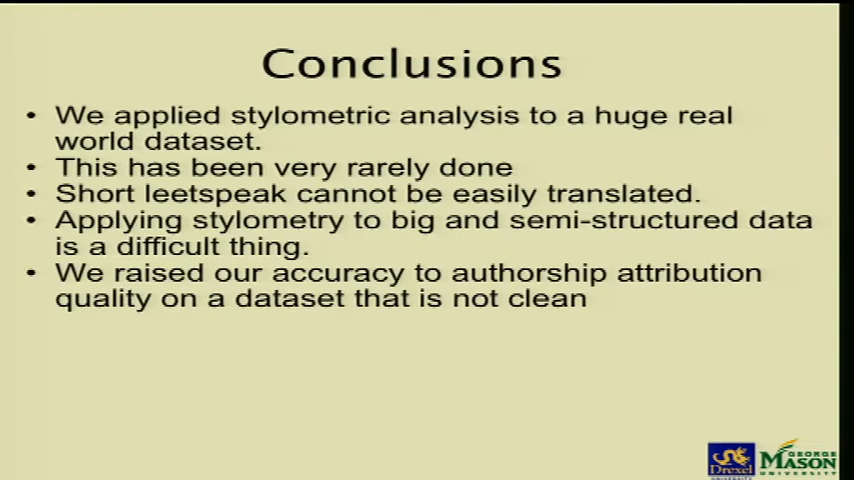 Conclusions
• We applied stylometric analysis to a huge real
world dataset.
• This has been very rarely done
• Short leetspeak cannot be easily translated.
• Applying stylometry to big and semi-structured data
is a difficult thing.
• We raised our accuracy to authorship attribution
quality on a dataset that is not clean
Drexel
UNIVERSITY
GEORGE
MASON
UNIVERSITY